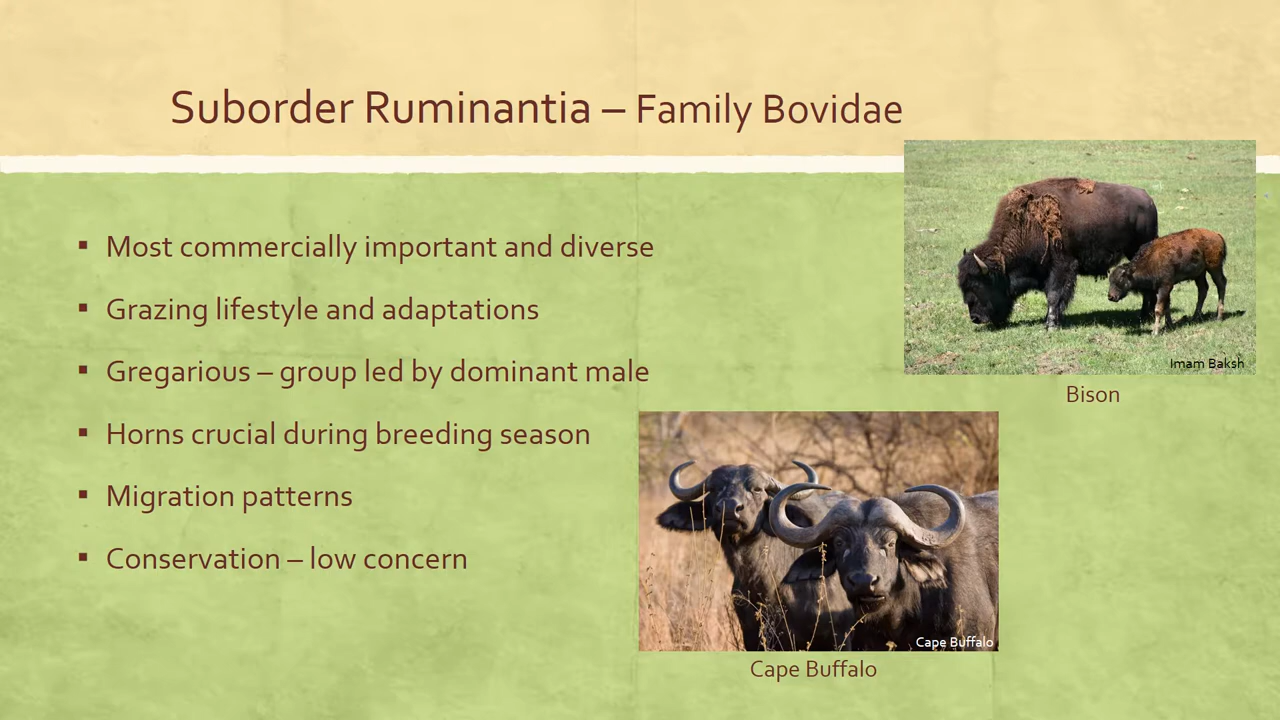 Suborder Ruminantia – Family Bovidae
▪ Most commercially important and diverse
▪ Grazing lifestyle and adaptations
▪ Gregarious – group led by dominant male
▪ Horns crucial during breeding season
▪ Migration patterns
▪ Conservation – low concern
Imam Baksh
Bison
Cape Buffalo
Cape Buffalo